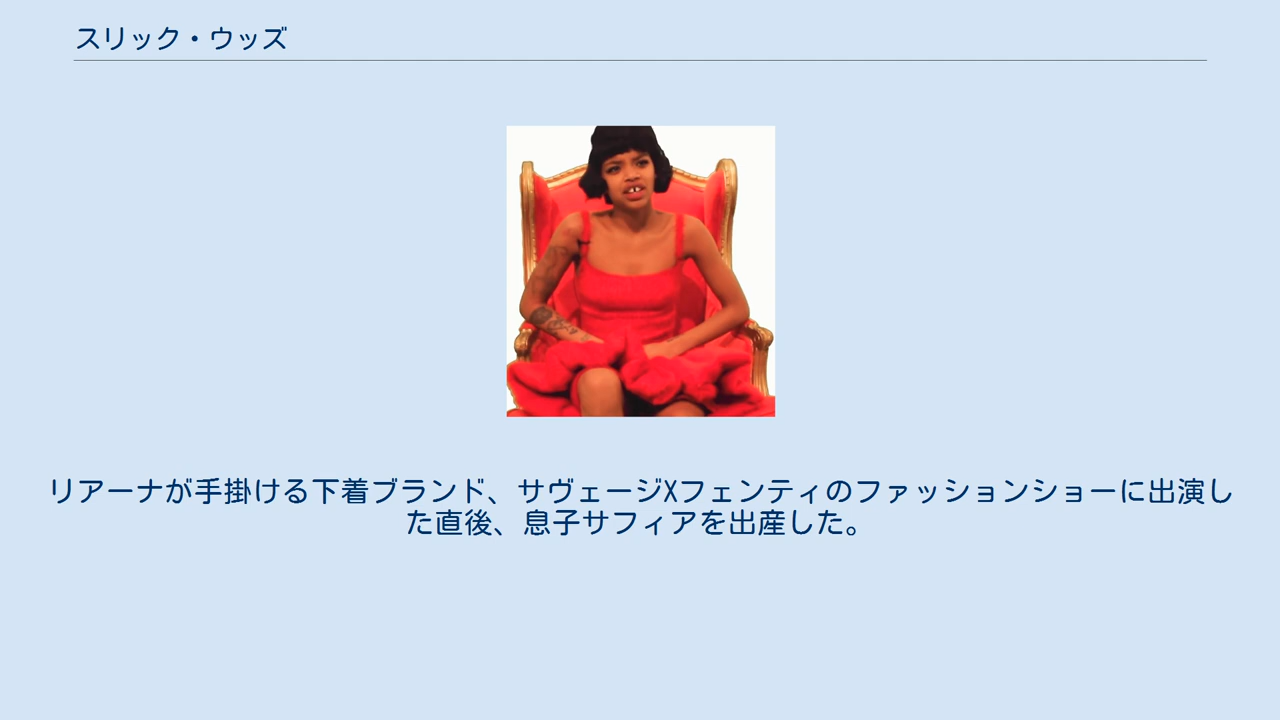 スリック・ウッズ
リアーナが手掛ける下着ブランド、サヴェージXフェンティのファッションショーに出演し
た直後、息子サフィアを出産した。